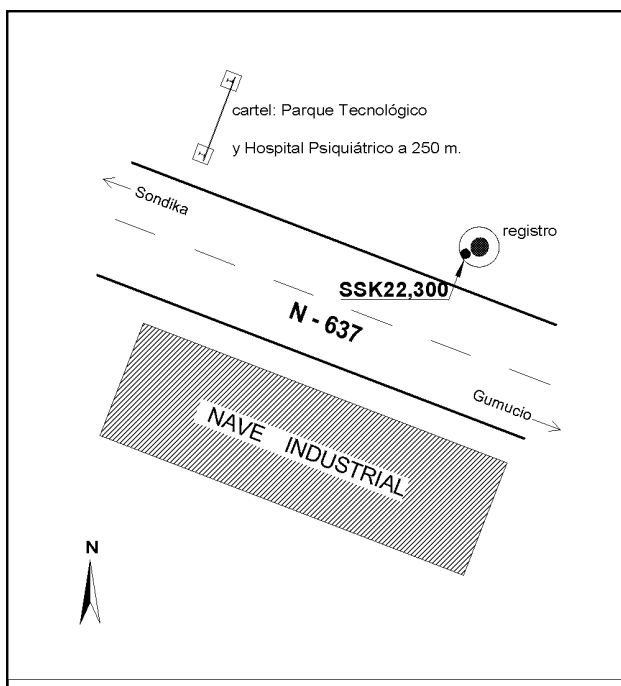 cartel: Parque Tecnológico
y Hospital Psiquiátrico a 250 m.
Sondika
registro
SSK22,300
N - 637
Gumucio
NAVE INDUSTRIAL
N